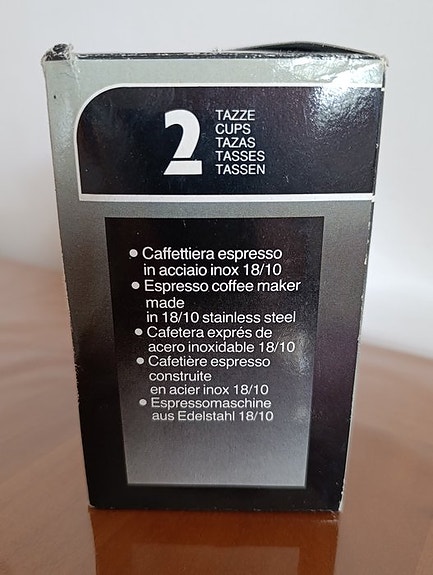 2
TAZZE
CUPS
TAZAS
TASSES
TASSEN
• Caffettiera espresso
in acciaio inox 18/10
• Espresso coffee maker
made
in 18/10 stainless steel
• Cafetera exprés de
acero inoxidable 18/10
• Cafetière espresso
construite
en acier inox 18/10
• Espressomaschine
aus Edelstahl 18/10